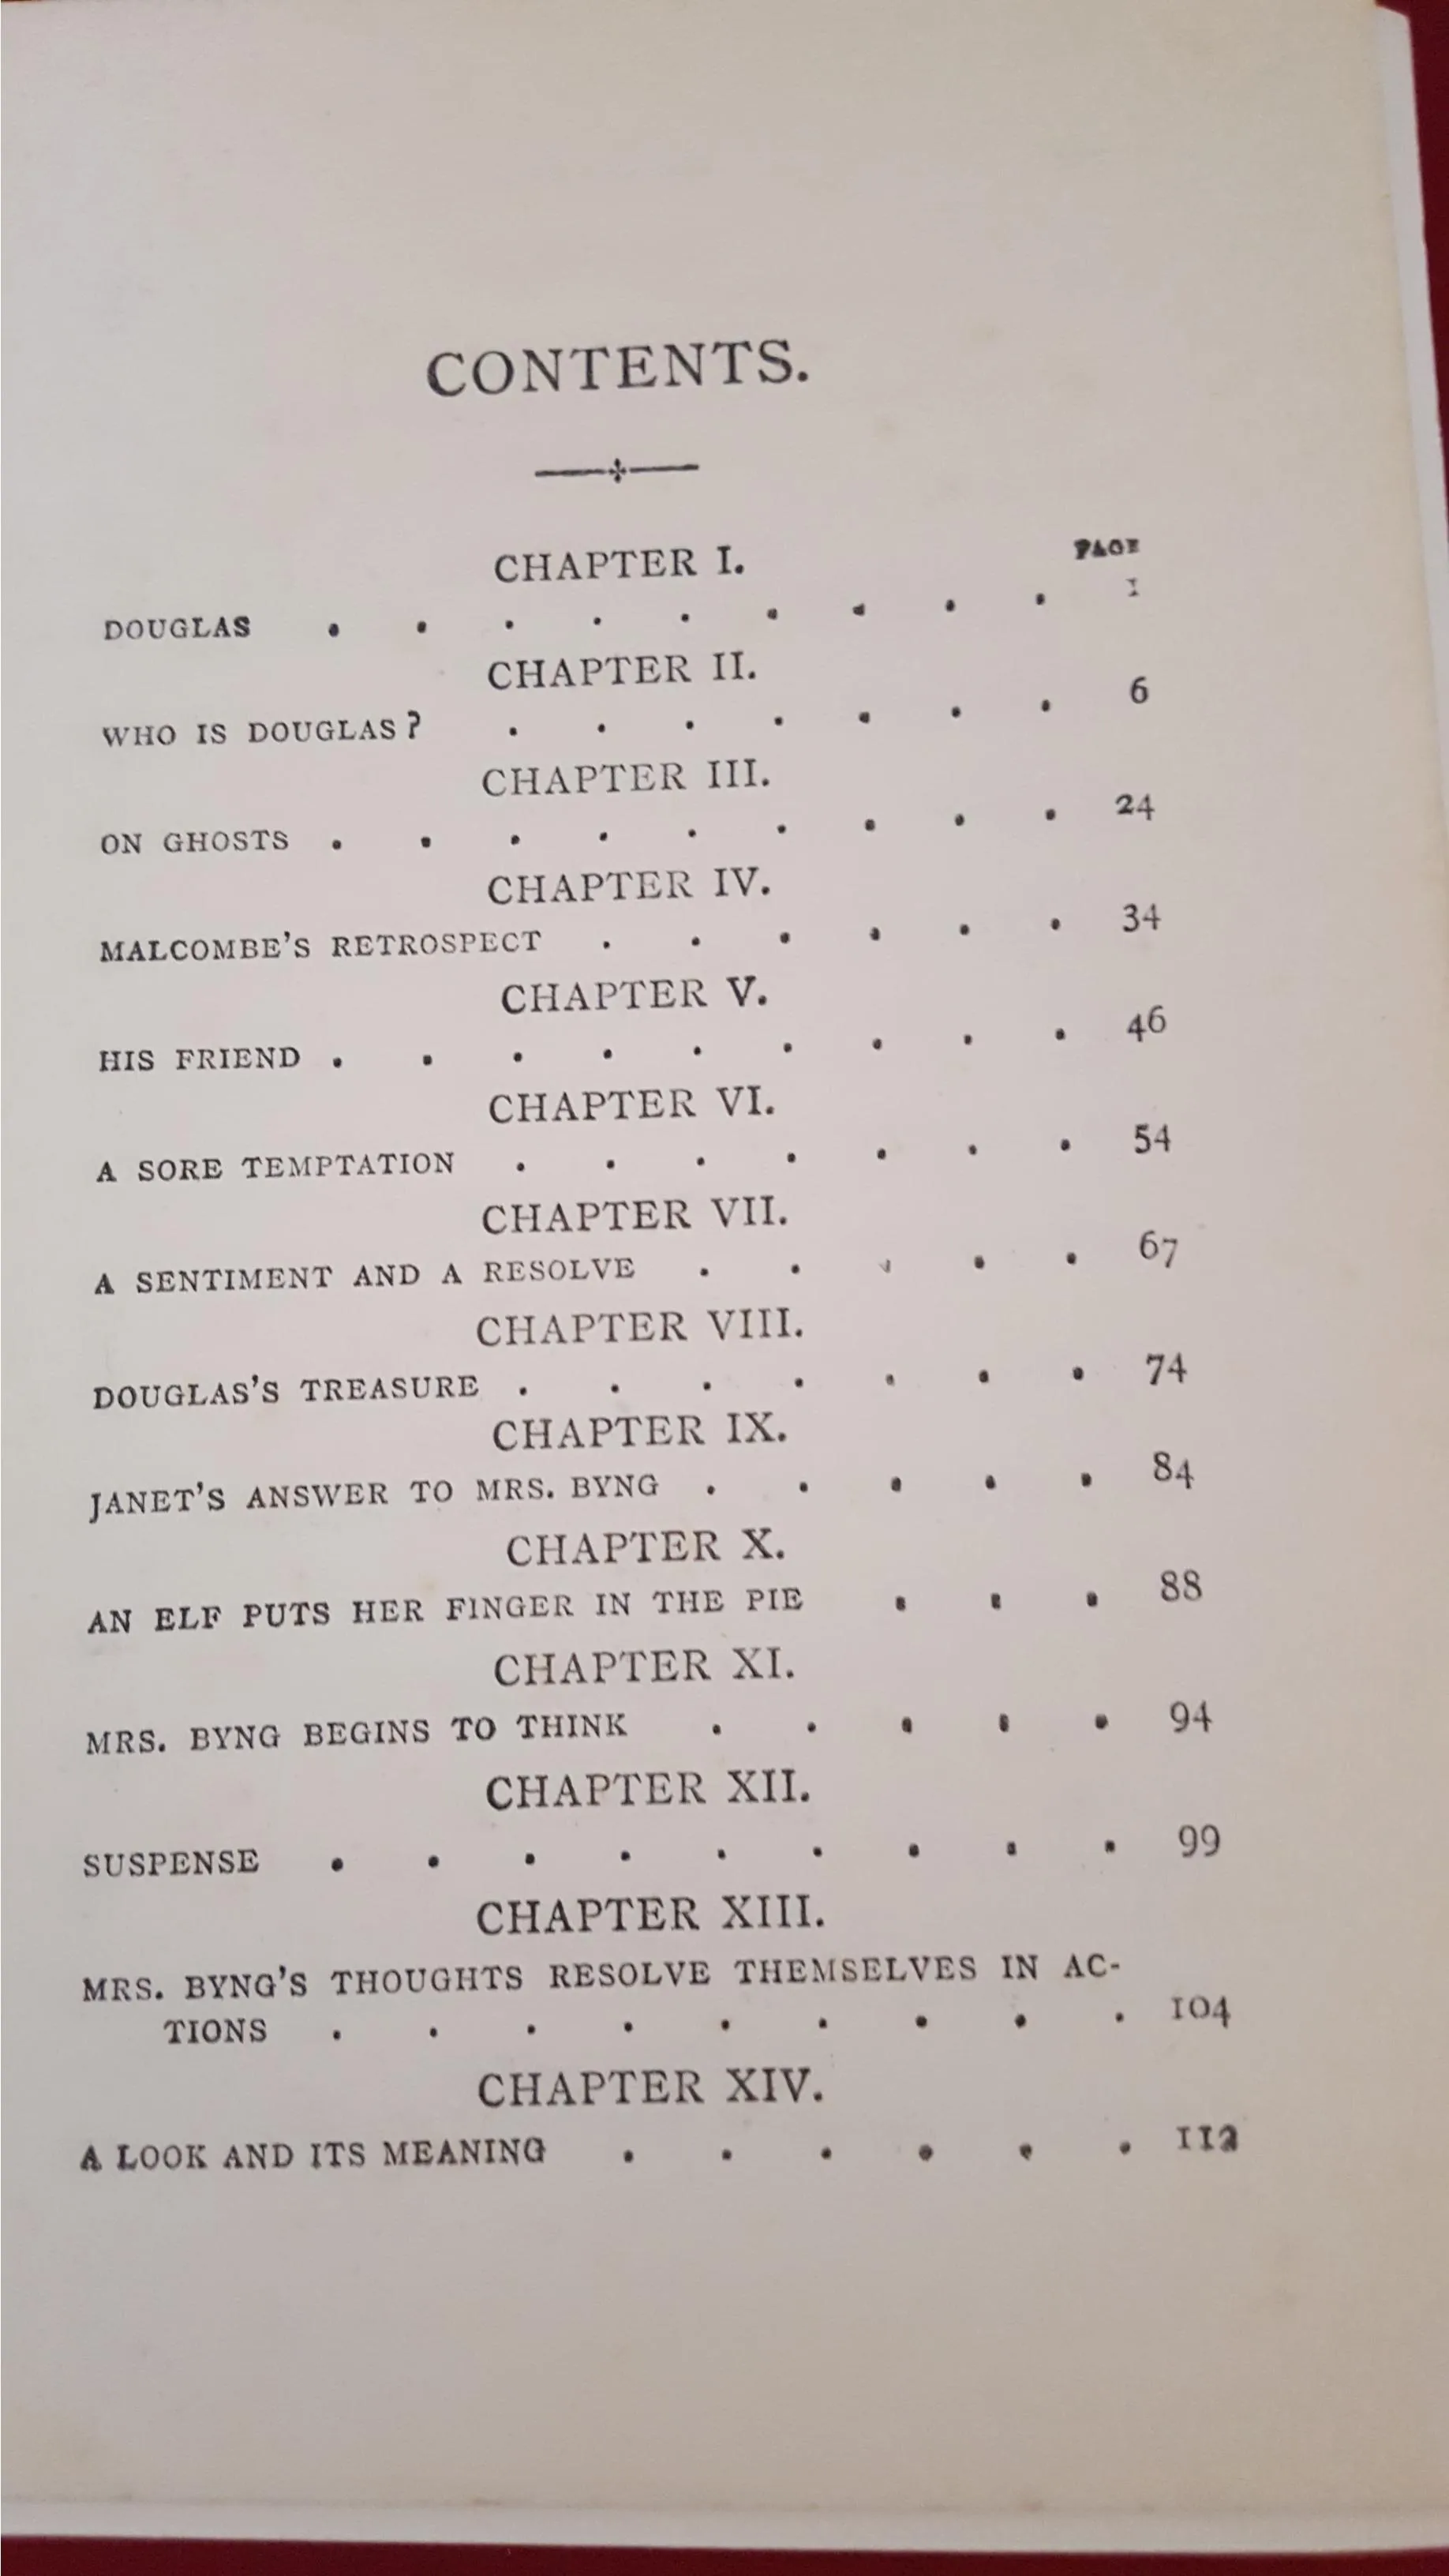 CONTENTS.
CHAPTER I.
PAGE
DOUGLAS . . . . . . . . . 1
CHAPTER II.
WHO IS DOUGLAS? . . . . . . . 6
CHAPTER III.
ON GHOSTS . . . . . . . . . 24
CHAPTER IV.
MALCOMBE'S RETROSPECT . . . . . . 34
CHAPTER V.
HIS FRIEND . . . . . . . . . 46
CHAPTER VI.
A SORE TEMPTATION . . . . . . . 54
CHAPTER VII.
A SENTIMENT AND A RESOLVE . . . . . 67
CHAPTER VIII.
DOUGLAS'S TREASURE . . . . . . . 74
CHAPTER IX.
JANET'S ANSWER TO MRS. BYNG . . . . . 84
CHAPTER X.
AN ELF PUTS HER FINGER IN THE PIE . . . 88
CHAPTER XI.
MRS. BYNG BEGINS TO THINK . . . . . 94
CHAPTER XII.
SUSPENSE . . . . . . . . . 99
CHAPTER XIII.
MRS. BYNG'S THOUGHTS RESOLVE THEMSELVES IN AC-
TIONS . . . . . . . . . 104
CHAPTER XIV.
A LOOK AND ITS MEANING . . . . . . 112